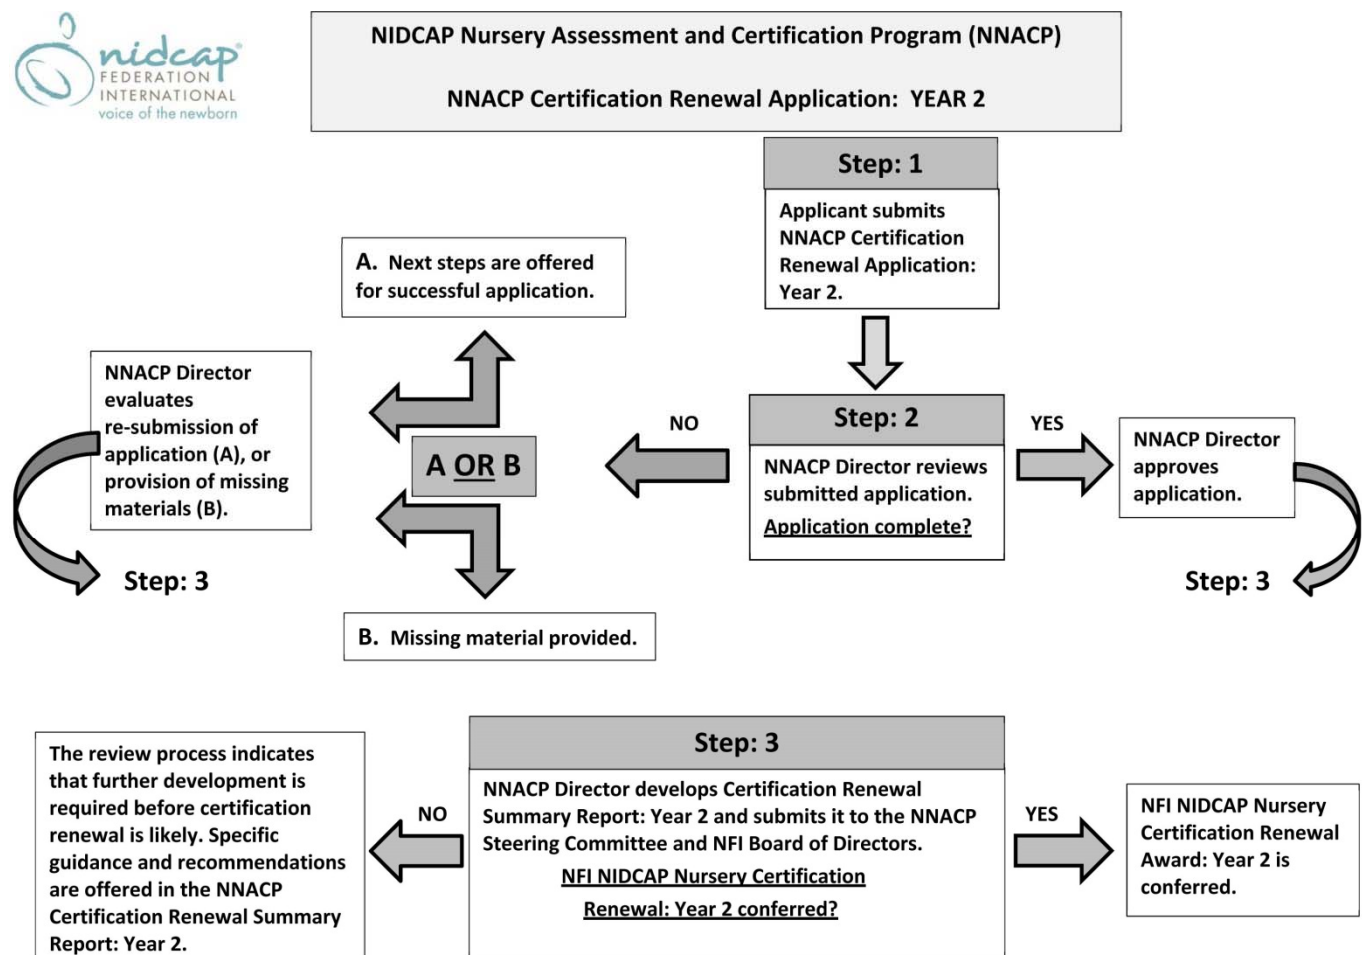 nidcap®
FEDERATION
INTERNATIONAL
voice of the newborn
NIDCAP Nursery Assessment and Certification Program (NNACP)
NNACP Certification Renewal Application: YEAR 2
Step: 1
Applicant submits
NNACP Certification
Renewal Application:
Year 2.
A. Next steps are offered
for successful application.
NNACP Director
evaluates
re-submission of
application (A), or
provision of missing
materials (B).
Step: 3
A OR B
B. Missing material provided.
NO
Step: 2
NNACP Director reviews
submitted application.
Application complete?
YES
NNACP Director
approves
application.
Step: 3
The review process indicates
that further development is
required before certification
renewal is likely. Specific
guidance and recommendations
are offered in the NNACP
Certification Renewal Summary
Report: Year 2.
NO
Step: 3
NNACP Director develops Certification Renewal
Summary Report: Year 2 and submits it to the NNACP
Steering Committee and NFI Board of Directors.
NFI NIDCAP Nursery Certification
Renewal: Year 2 conferred?
YES
NFI NIDCAP Nursery
Certification Renewal
Award: Year 2 is
conferred.